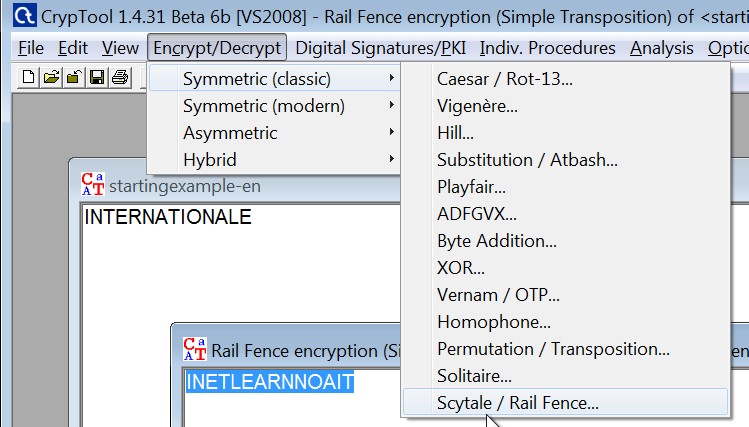 CrypTool 1.4.31 Beta 6b [VS2008] - Rail Fence encryption (Simple Transposition) of <startin
File Edit View Encrypt/Decrypt Digital Signatures/PKI Indiv. Procedures Analysis Optic
Symmetric (classic)
Symmetric (modern)
Asymmetric
Hybrid
Caesar / Rot-13...
Vigenère...
Hill...
Substitution / Atbash...
Playfair...
ADFGVX...
Byte Addition...
XOR...
Vernam / OTP...
Homophone...
Permutation / Transposition...
Solitaire...
Scytale / Rail Fence...
startingexample-en
INTERNATIONALE
Rail Fence encryption (Si
en
INETLEARNNOAIT